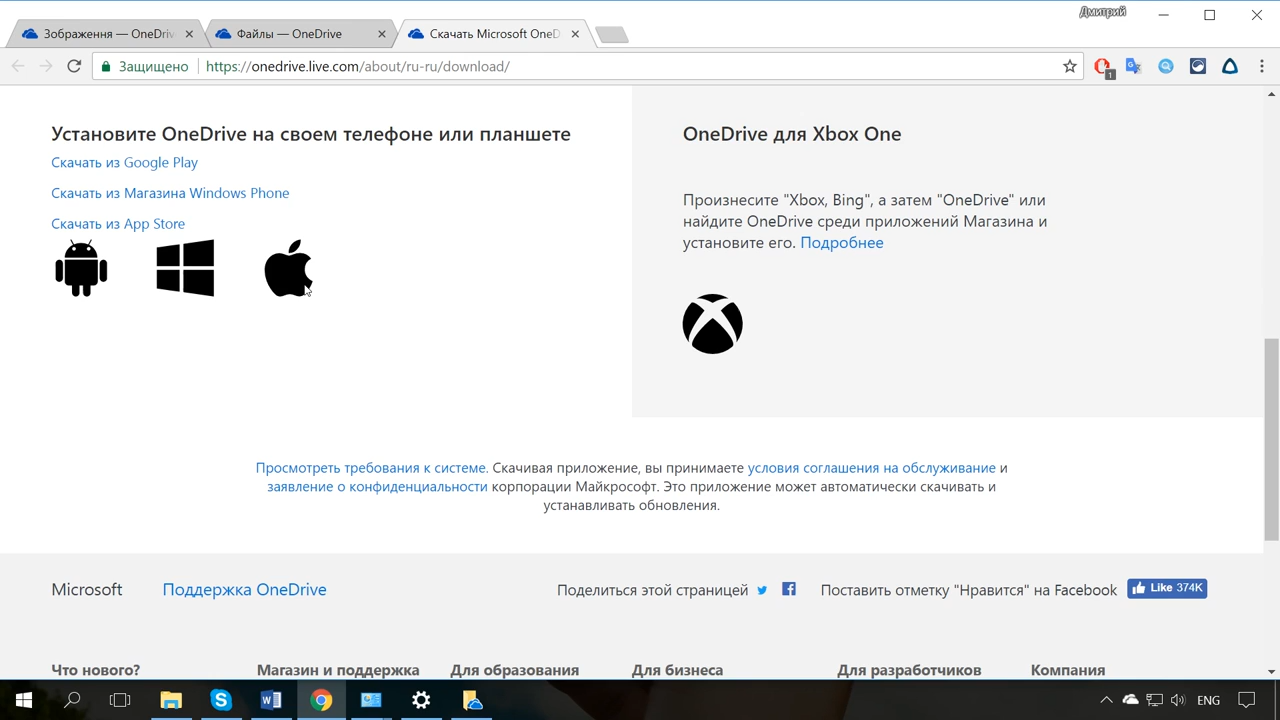 Дмитрий
Зображення — OneDriv
Файлы — OneDrive
Скачать Microsoft OneD
Защищено
https://onedrive.live.com/about/ru-ru/download/
1
Установите OneDrive на своем телефоне или планшете
Скачать из Google Play
Скачать из Магазина Windows Phone
Скачать из App Store
OneDrive для Xbox One
Произнесите "Xbox, Bing", а затем "OneDrive" или
найдите OneDrive среди приложений Магазина и
установите его. Подробнее
Просмотреть требования к системе. Скачивая приложение, вы принимаете условия соглашения на обслуживание и
заявление о конфиденциальности корпорации Майкрософт. Это приложение может автоматически скачивать и
устанавливать обновления.
Microsoft
Поддержка OneDrive
Поделиться этой страницей
Поставить отметку "Нравится" на Facebook
Like 374K
Что нового?
Магазин и поддержка
Для образования
Для бизнеса
Для разработчиков
Компания
ENG